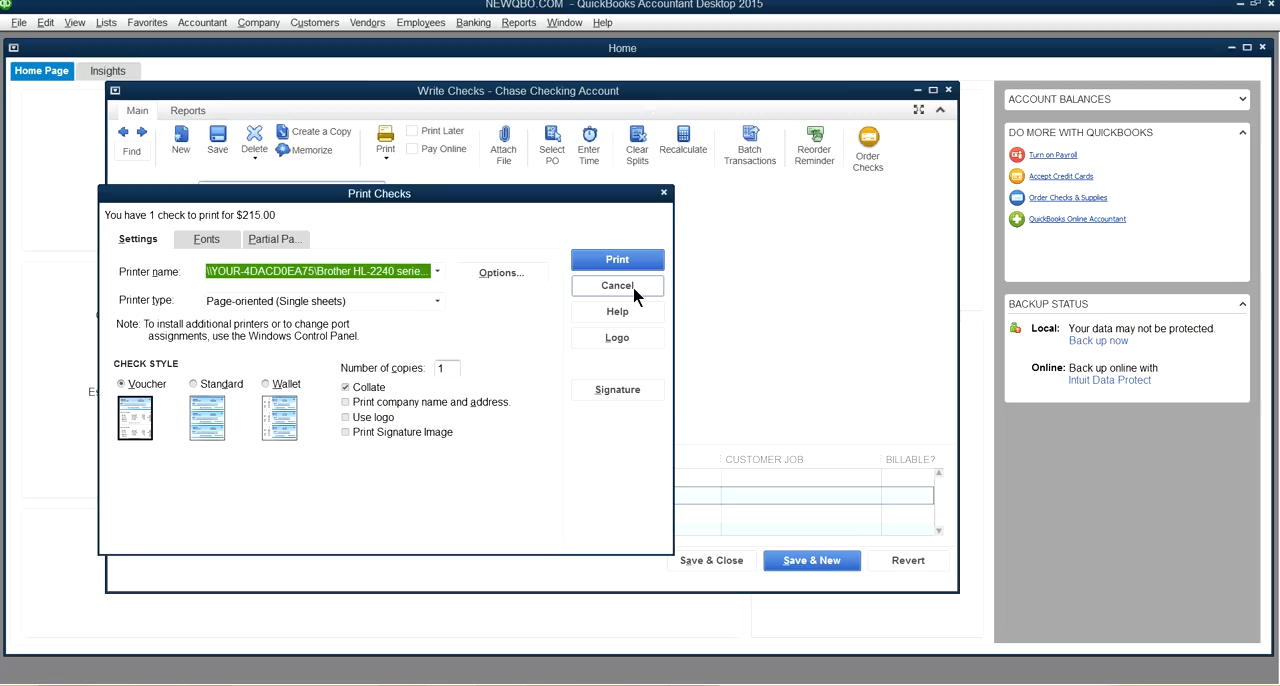 NEWQBO.COM - QuickBooks Accountant Desktop 2015
File Edit View Lists Favorites Accountant Company Customers Vendors Employees Banking Reports Window Help
Home
Home Page Insights
Write Checks - Chase Checking Account
Main Reports
Find
New
Save
Delete
Create a Copy
Memorize
Print
Print Later
Pay Online
Attach File
Select PO
Enter Time
Clear Splits
Recalculate
Batch Transactions
Reorder Reminder
Order Checks
Print Checks
You have 1 check to print for $215.00
Settings Fonts Partial Pa...
Printer name: \\YOUR-4DACD0EA75\Brother HL-2240 serie... Options...
Printer type: Page-oriented (Single sheets)
Note: To install additional printers or to change port
assignments, use the Windows Control Panel.
CHECK STYLE
Voucher Standard Wallet
Number of copies: 1
Collate
Print company name and address.
Use logo
Print Signature Image
Print
Cancel
Help
Logo
Signature
CUSTOMER JOB BILLABLE?
Save & Close Save & New Revert
ACCOUNT BALANCES
DO MORE WITH QUICKBOOKS
Turn on Payroll
Accept Credit Cards
Order Checks & Supplies
QuickBooks Online Accountant
BACKUP STATUS
Local: Your data may not be protected.
Back up now
Online: Back up online with
Intuit Data Protect